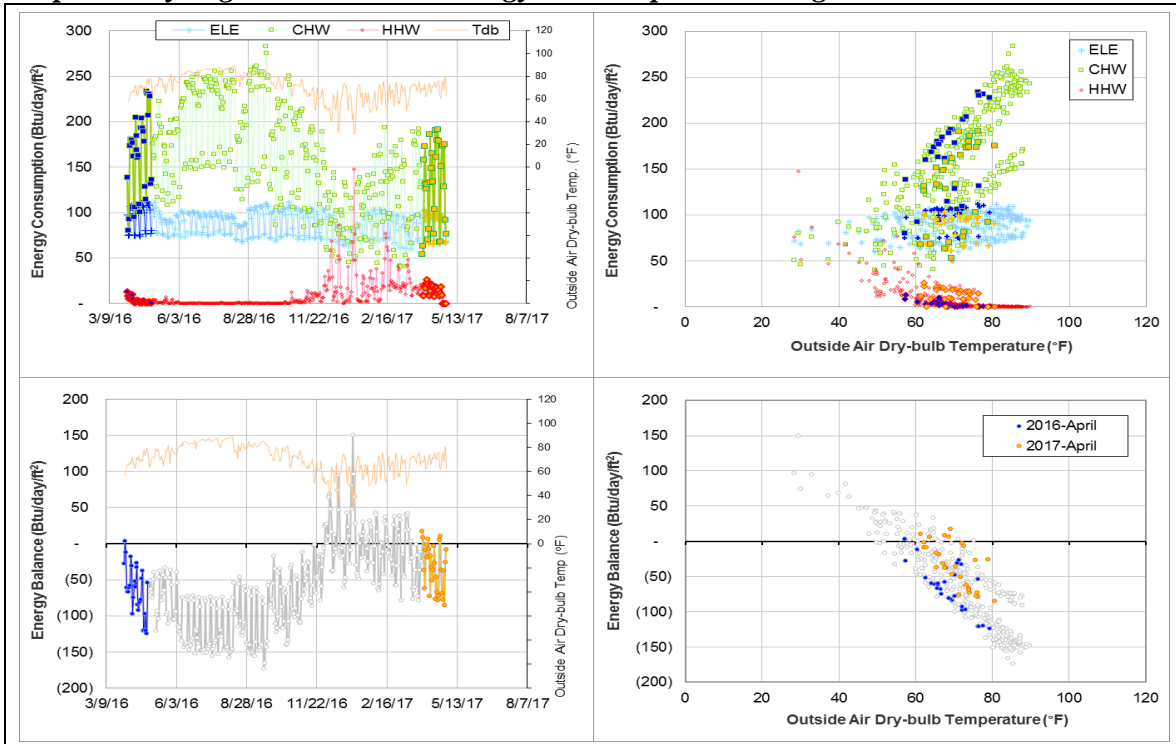 ELE CHW HHW Tdb
Energy Consumption (Btu/day/ft²)
300
250
200
150
100
50
-
120
100
80
60
40
20
0
Outside Air Dry-bulb Temp. (°F)
3/9/16 6/3/16 8/28/16 11/22/16 2/16/17 5/13/17 8/7/17
Energy Consumption (Btu/day/ft²)
300
250
200
150
100
50
0
ELE
CHW
HHW
0 20 40 60 80 100 120
Outside Air Dry-bulb Temperature (°F)
Energy Balance (Btu/day/ft²)
200
150
100
50
-
(50)
(100)
(150)
(200)
120
100
80
60
40
20
0
Outside Air Dry-bulb Temp (°F)
3/9/16 6/3/16 8/28/16 11/22/16 2/16/17 5/13/17 8/7/17
Energy Balance (Btu/day/ft²)
200
150
100
50
-
(50)
(100)
(150)
(200)
2016-April
2017-April
0 20 40 60 80 100 120
Outside Air Dry-bulb Temperature (°F)